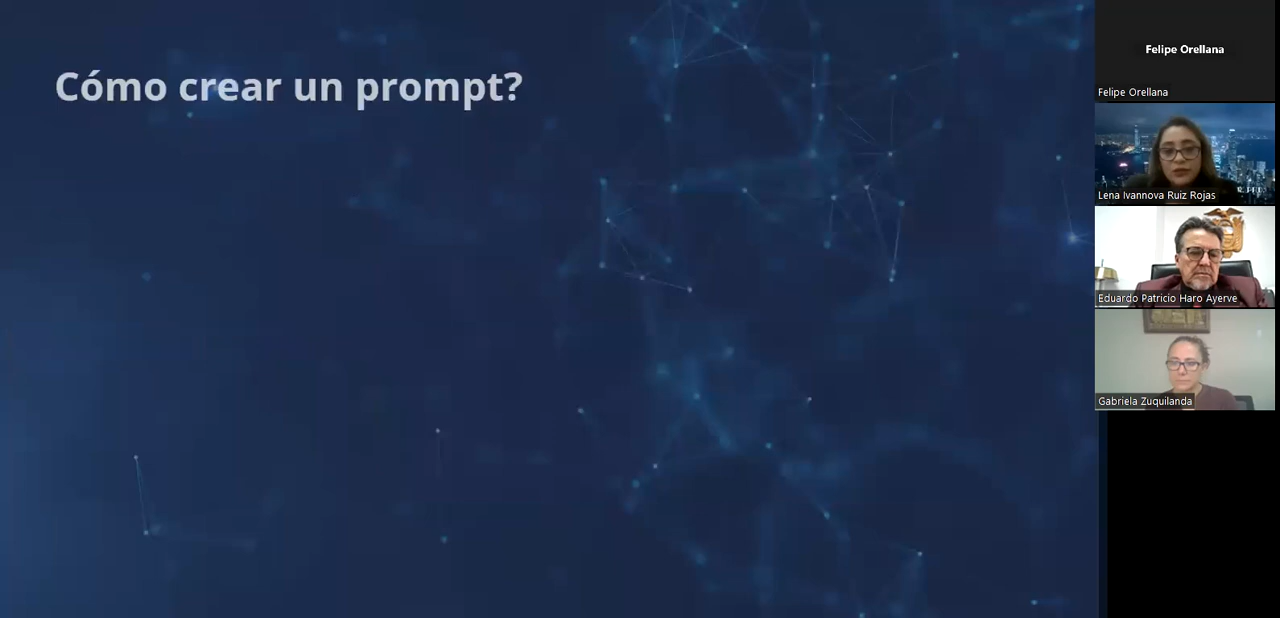 Cómo crear un prompt?
Felipe Orellana
Felipe Orellana
Lena Ivannova Ruiz Rojas
Eduardo Patricio Haro Ayerve
Gabriela Zuquilanda